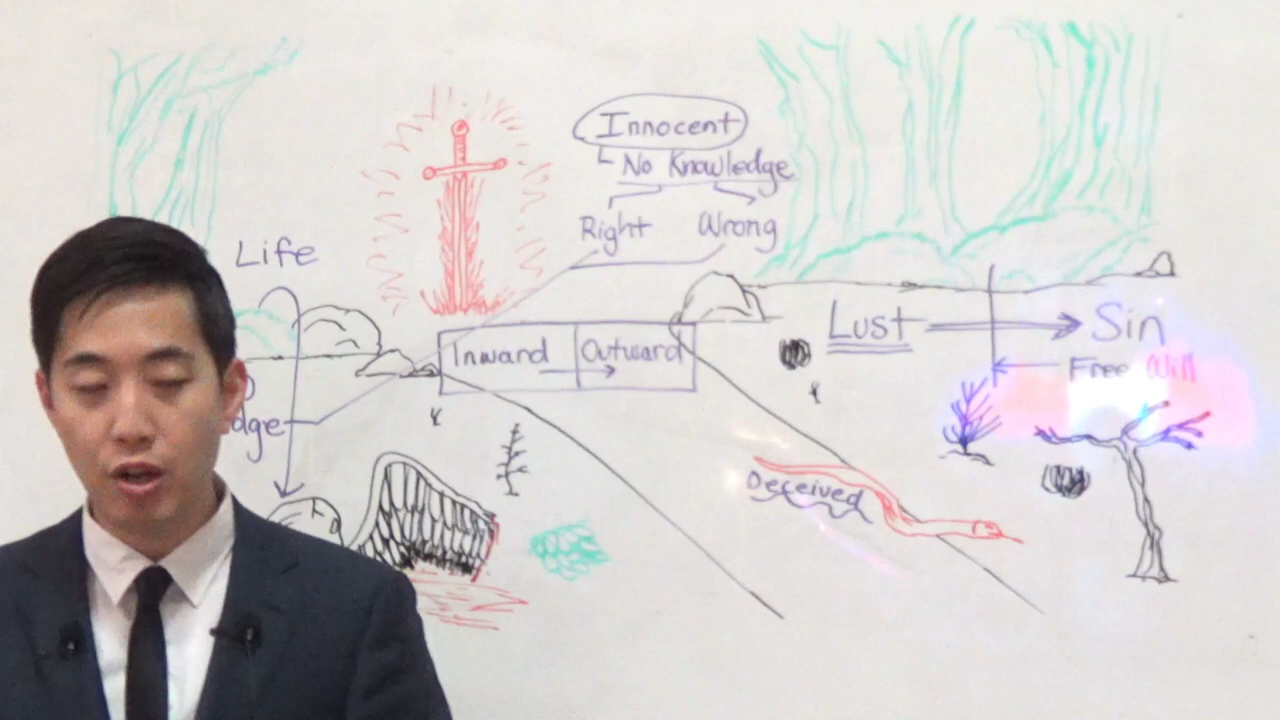 Innocent
No Knowledge
Right Wrong
Life
Lust Sin
Inward Outward
Free Will
Deceived